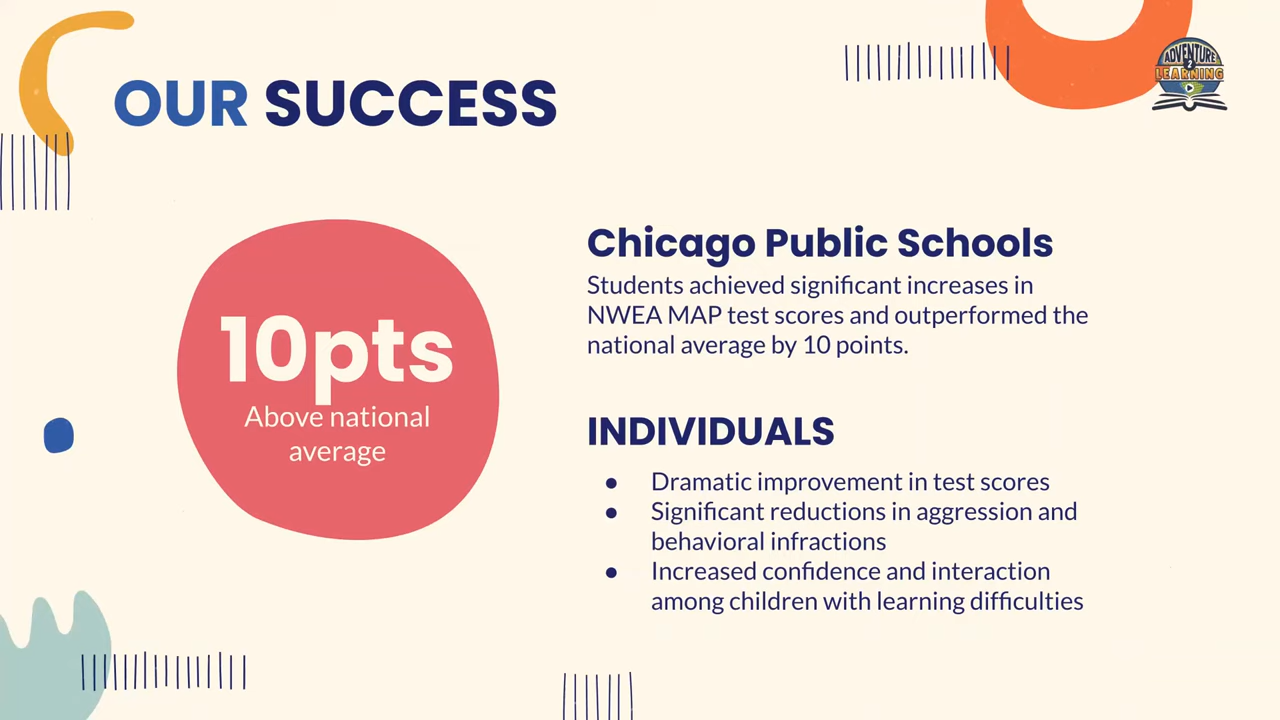 OUR SUCCESS
ADVENTURE
2
LEARNING
10pts
Above national
average
Chicago Public Schools
Students achieved significant increases in
NWEA MAP test scores and outperformed the
national average by 10 points.
INDIVIDUALS
● Dramatic improvement in test scores
● Significant reductions in aggression and
behavioral infractions
● Increased confidence and interaction
among children with learning difficulties